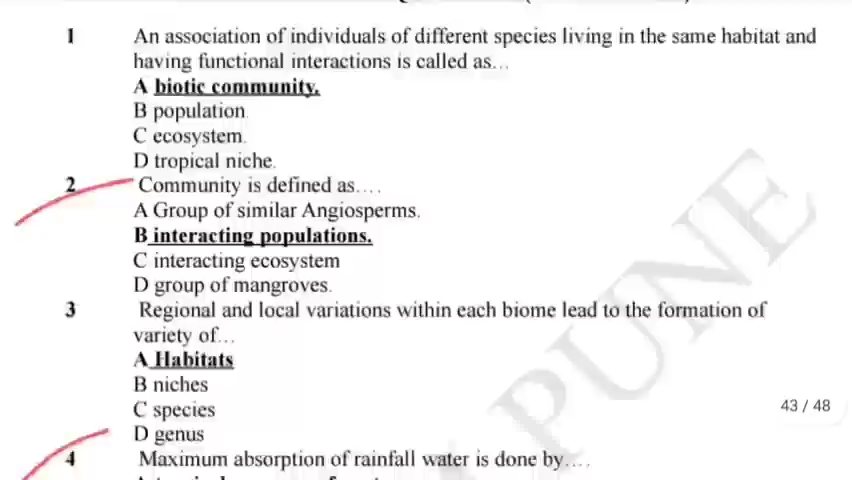 1 An association of individuals of different species living in the same habitat and
having functional interactions is called as...
A biotic community.
B population.
C ecosystem.
D tropical niche.
2 Community is defined as....
A Group of similar Angiosperms.
B interacting populations.
C interacting ecosystem
D group of mangroves.
3 Regional and local variations within each biome lead to the formation of
variety of...
A Habitats
B niches
C species
43 / 48
D genus
4 Maximum absorption of rainfall water is done by....
PUNE